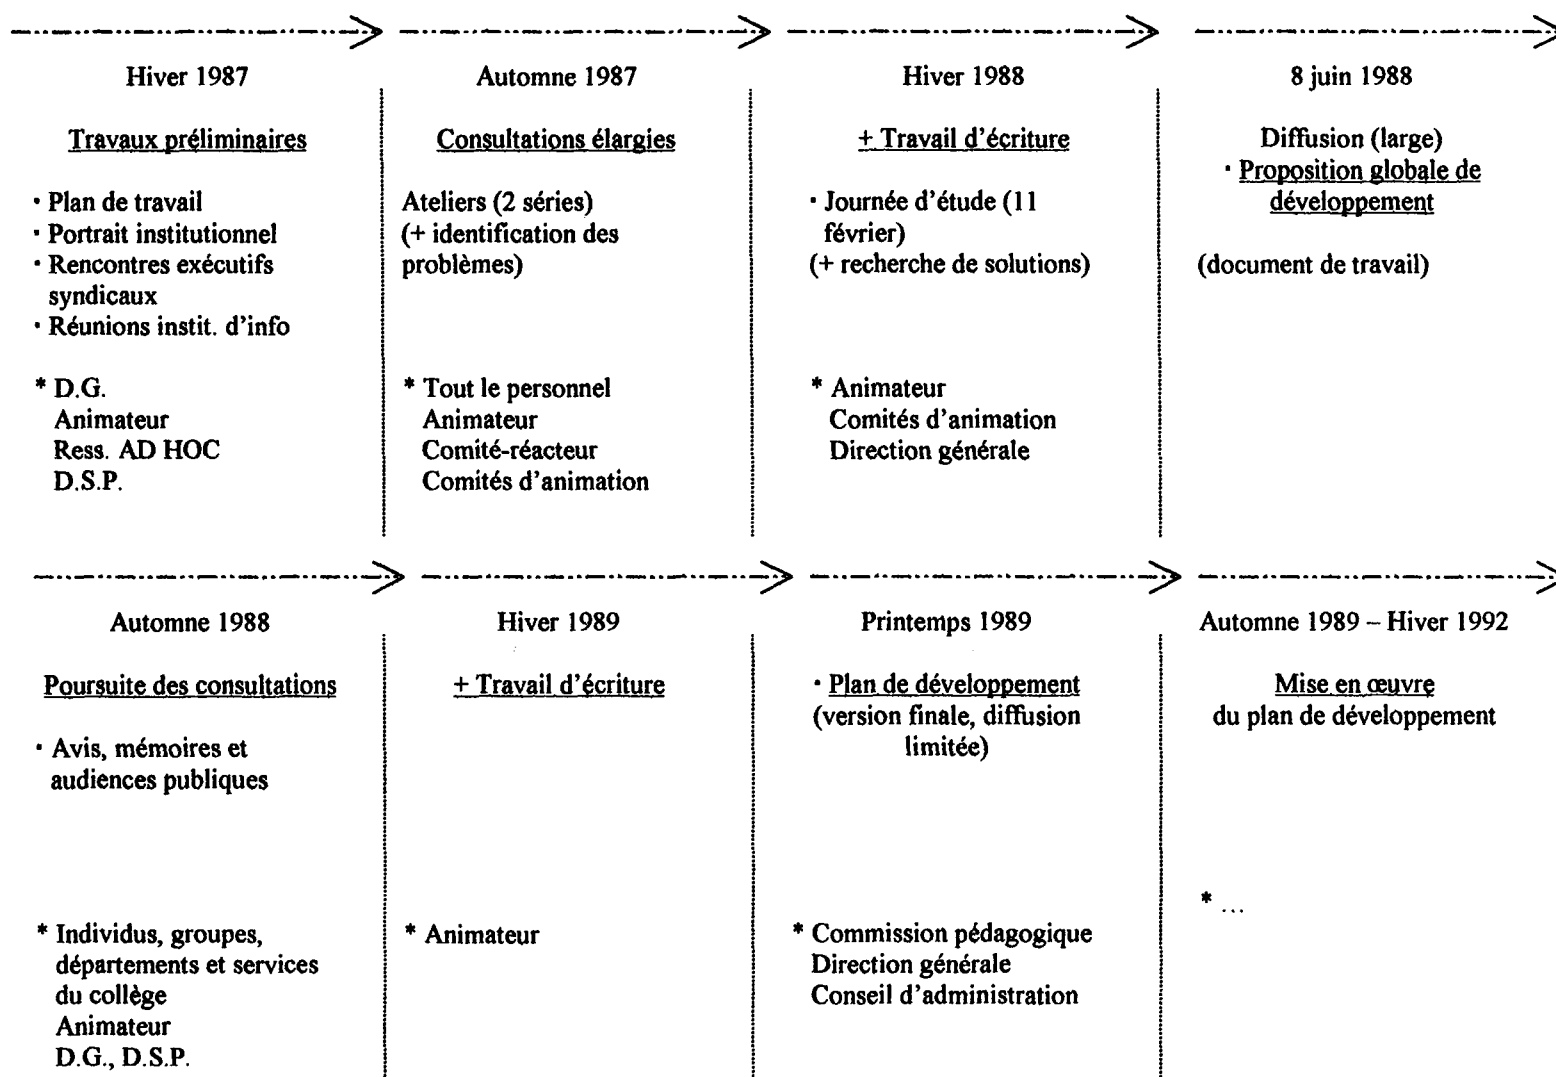 Hiver 1987
Travaux préliminaires
· Plan de travail
· Portrait institutionnel
· Rencontres exécutifs
syndicaux
· Réunions instit. d'info
* D.G.
Animateur
Ress. AD HOC
D.S.P.
Automne 1987
Consultations élargies
Ateliers (2 séries)
(+ identification des
problèmes)
* Tout le personnel
Animateur
Comité-réacteur
Comités d'animation
Hiver 1988
+ Travail d'écriture
· Journée d'étude (11
février)
(+ recherche de solutions)
* Animateur
Comités d'animation
Direction générale
8 juin 1988
Diffusion (large)
· Proposition globale de
développement
(document de travail)
Automne 1988
Poursuite des consultations
· Avis, mémoires et
audiences publiques
* Individus, groupes,
départements et services
du collège
Animateur
D.G., D.S.P.
Hiver 1989
+ Travail d'écriture
* Animateur
Printemps 1989
· Plan de développement
(version finale, diffusion
limitée)
* Commission pédagogique
Direction générale
Conseil d'administration
Automne 1989 – Hiver 1992
Mise en œuvre
du plan de développement
* ...